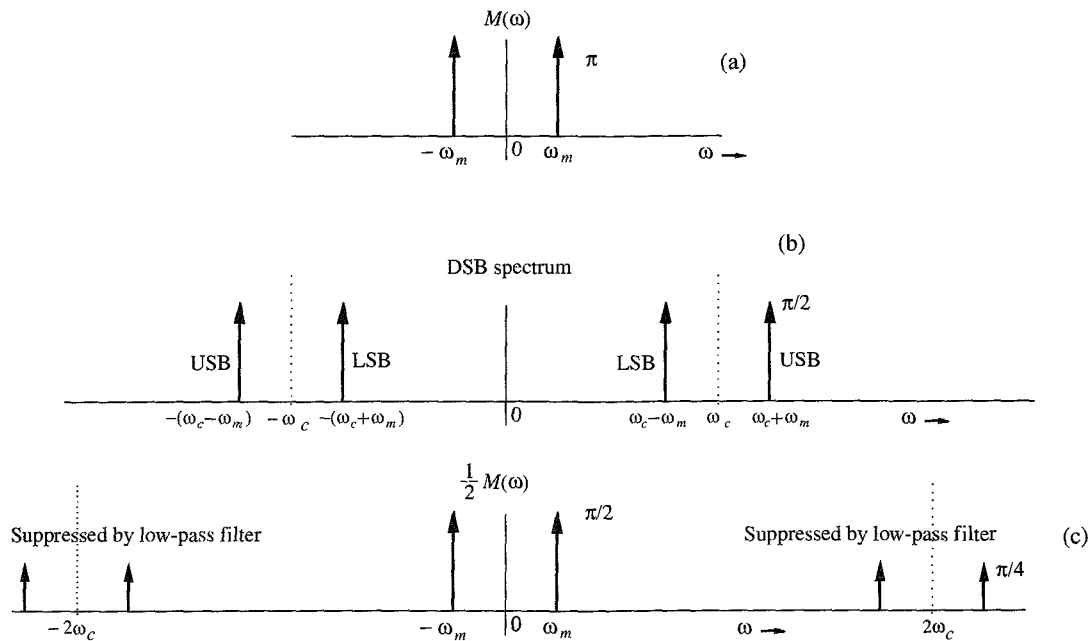 M(ω)
π
(a)
− ω_m
0
ω_m
ω
(b)
DSB spectrum
π/2
USB
LSB
LSB
USB
−(ω_c−ω_m)
− ω_c
−(ω_c+ω_m)
0
ω_c−ω_m
ω_c
ω_c+ω_m
ω
1/2 M(ω)
π/2
Suppressed by low-pass filter
Suppressed by low-pass filter
(c)
π/4
− 2ω_c
− ω_m
0
ω_m
ω
2ω_c